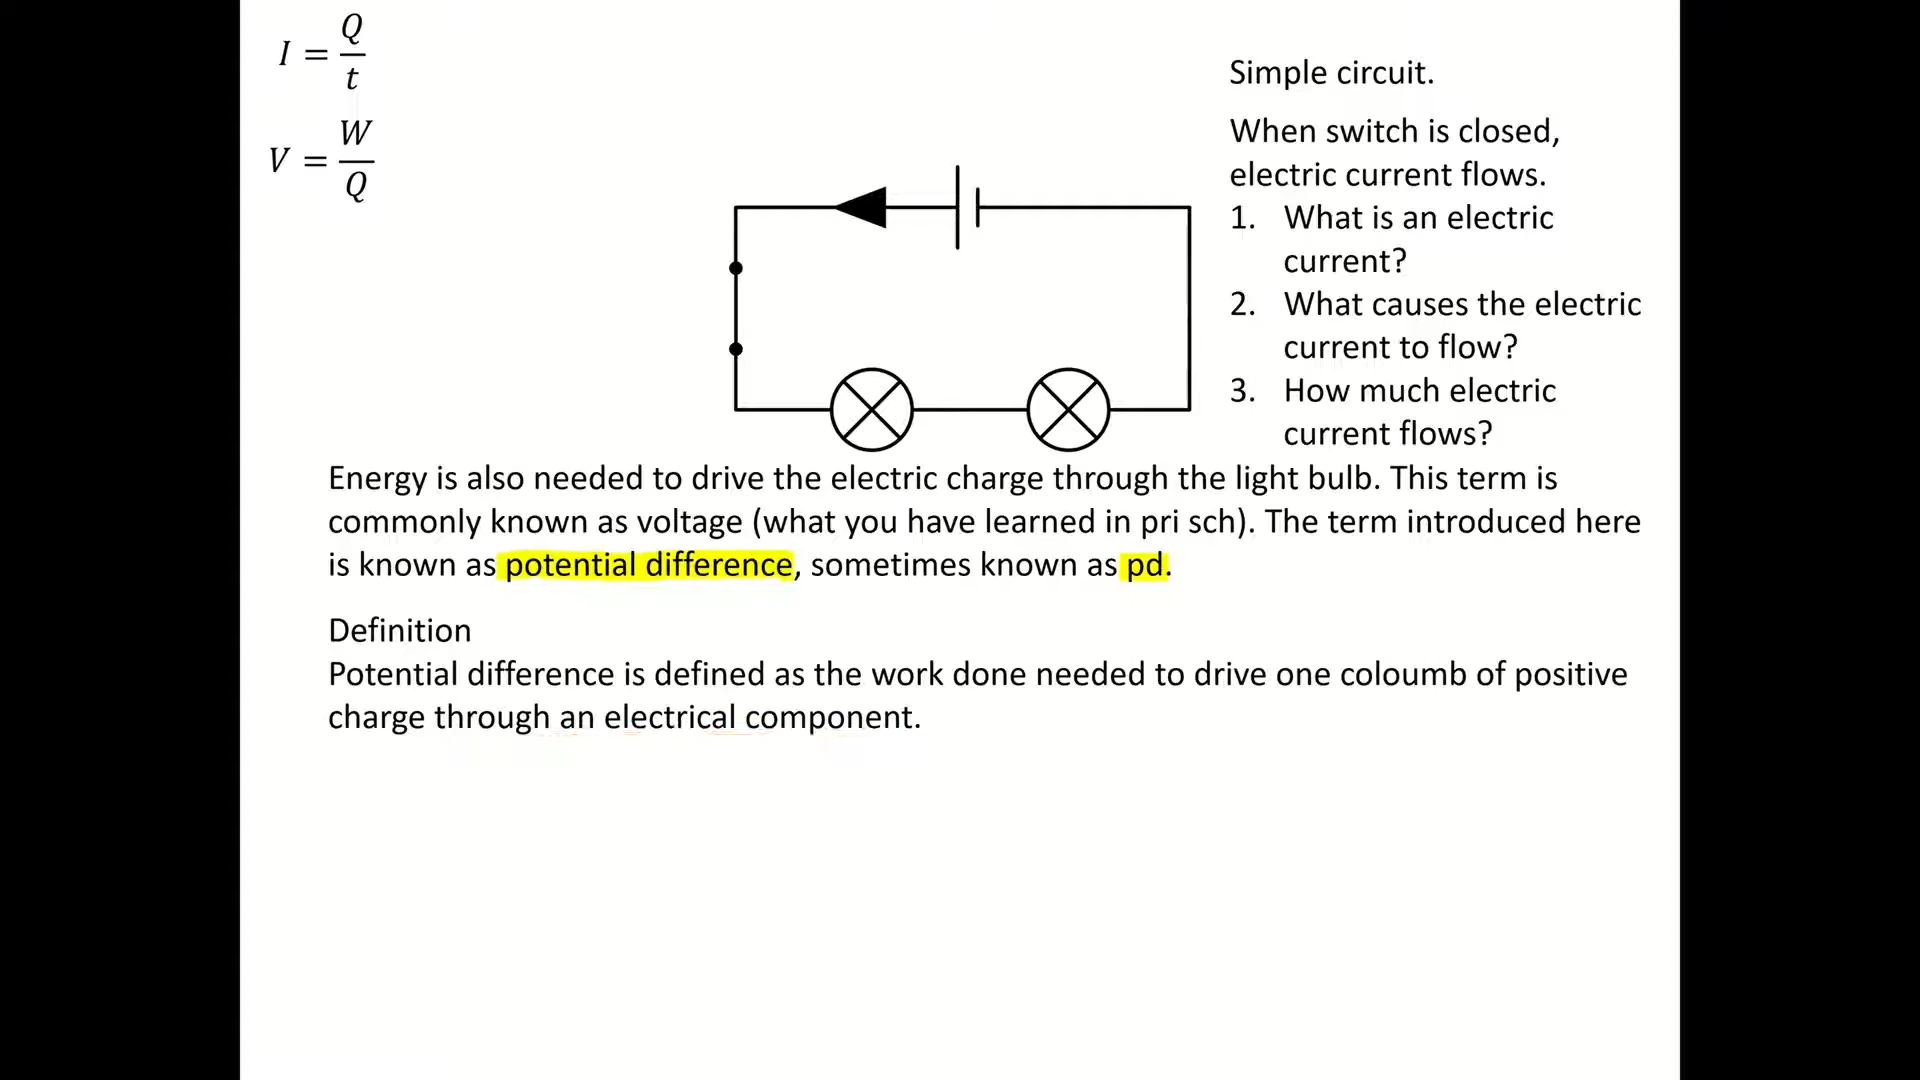 I = Q/t
V = W/Q
Simple circuit.
When switch is closed,
electric current flows.
1. What is an electric
current?
2. What causes the electric
current to flow?
3. How much electric
current flows?
Energy is also needed to drive the electric charge through the light bulb. This term is
commonly known as voltage (what you have learned in pri sch). The term introduced here
is known as potential difference, sometimes known as pd.
Definition
Potential difference is defined as the work done needed to drive one coloumb of positive
charge through an electrical component.